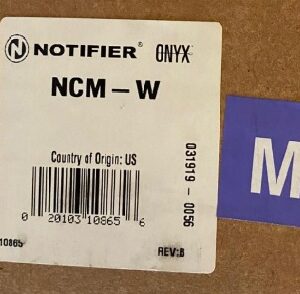 NOTIFIER® ONYX
NCM – W
Country of Origin: US
031919 - 0056
0 20103 10865 6
10865
REV:B
M